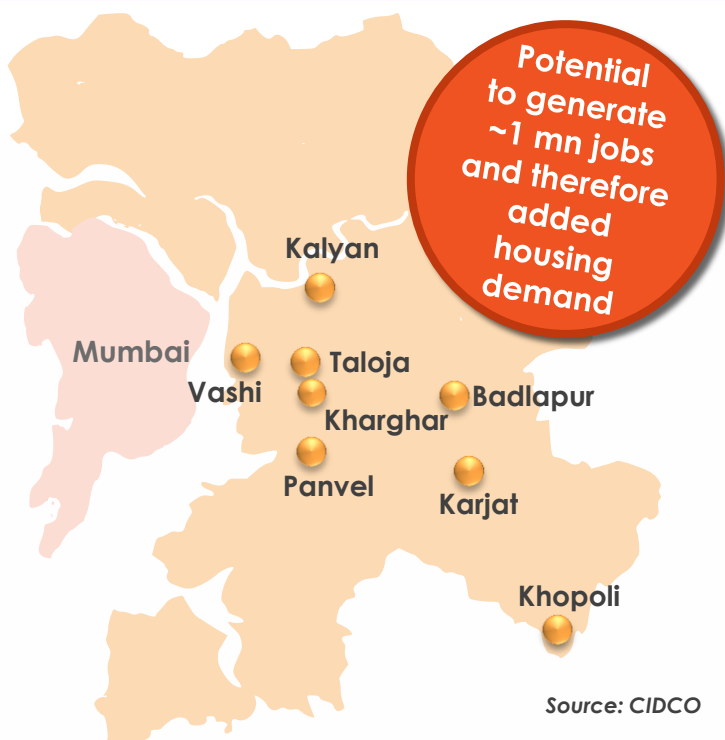 Potential
to generate
~1 mn jobs
and therefore
added
housing
demand
Kalyan
Mumbai
Taloja
Vashi
Badlapur
Kharghar
Panvel
Karjat
Khopoli
Source: CIDCO